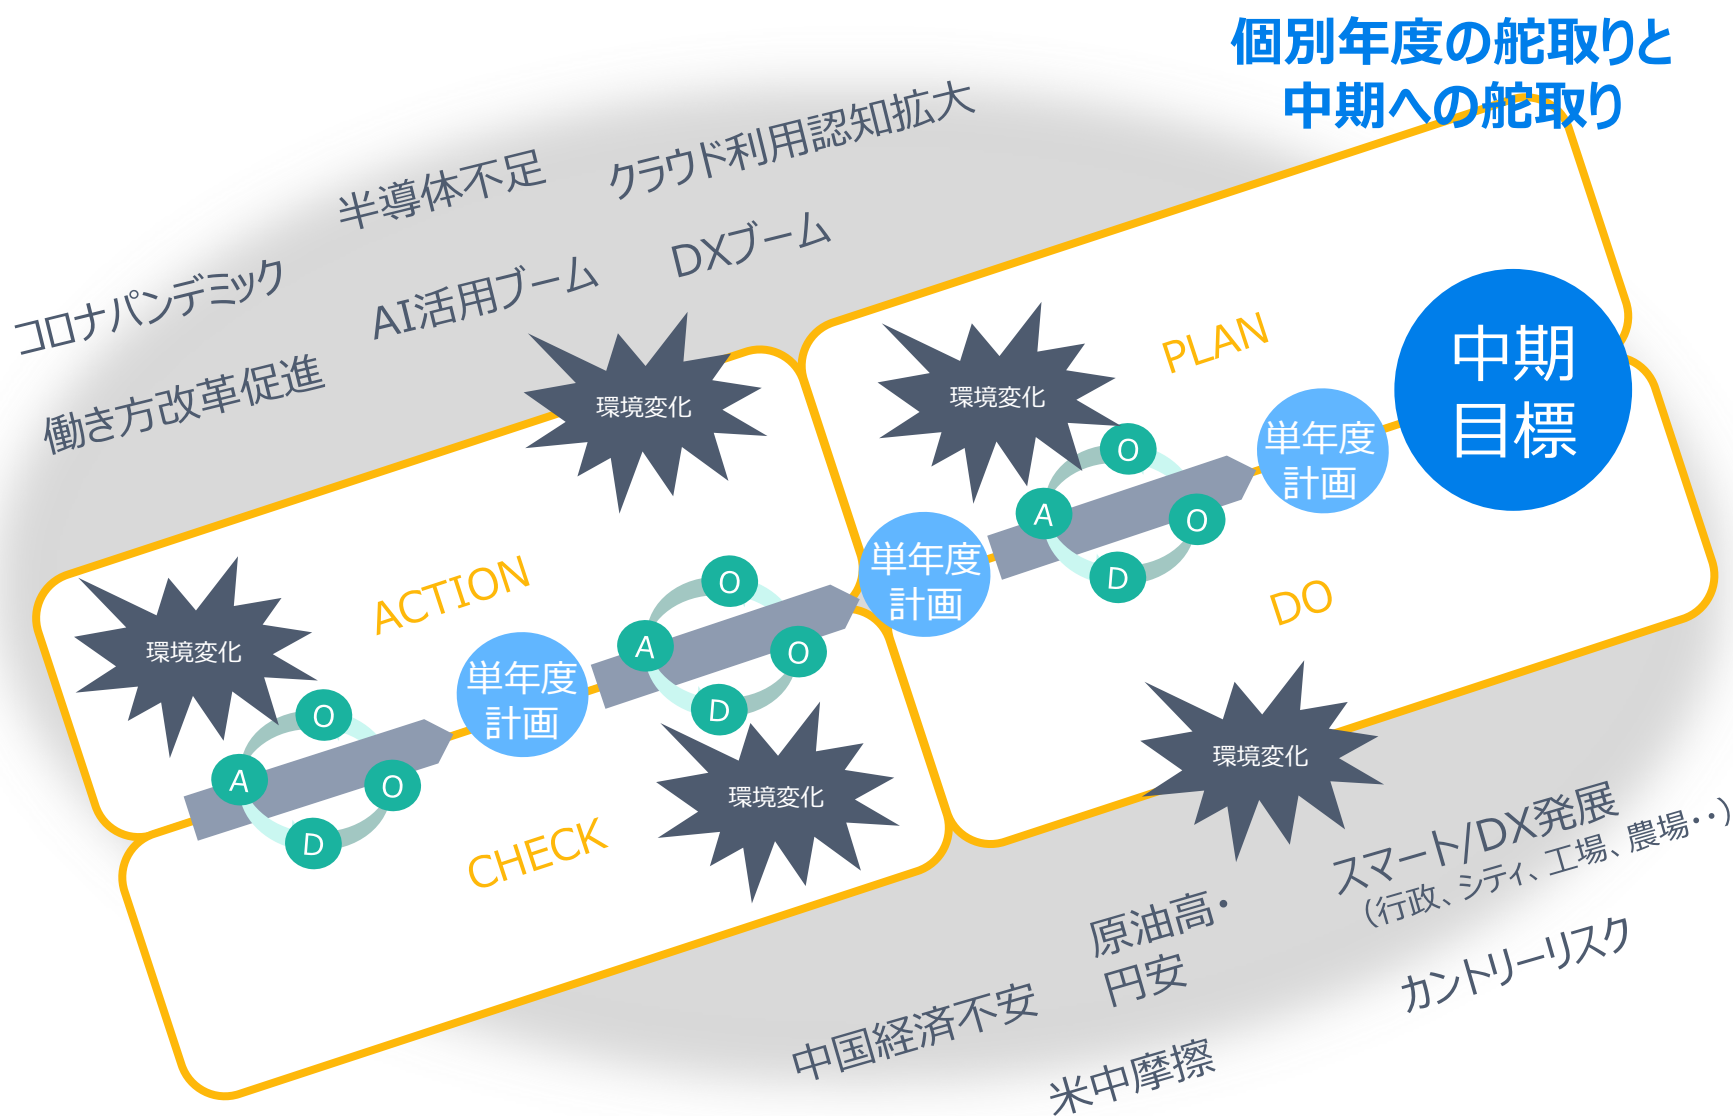 個別年度の舵取りと
中期への舵取り
クラウド利用認知拡大
半導体不足
DXブーム
コロナパンデミック
AI活用ブーム
働き方改革促進
環境変化
環境変化
PLAN
中期
目標
単年度
計画
O
A
O
D
単年度
計画
DO
環境変化
ACTION
O
A
O
D
単年度
計画
O
A
O
D
CHECK
環境変化
環境変化
スマート/DX発展
（行政、シティ、工場、農場・・）
原油高・
円安
カントリーリスク
中国経済不安
米中摩擦